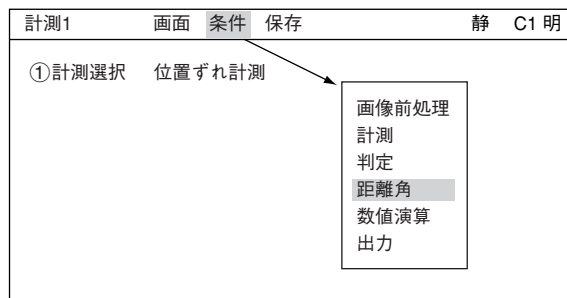 計測1 画面 条件 保存 静 C1 明
①計測選択 位置ずれ計測
画像前処理
計測
判定
距離角
数値演算
出力